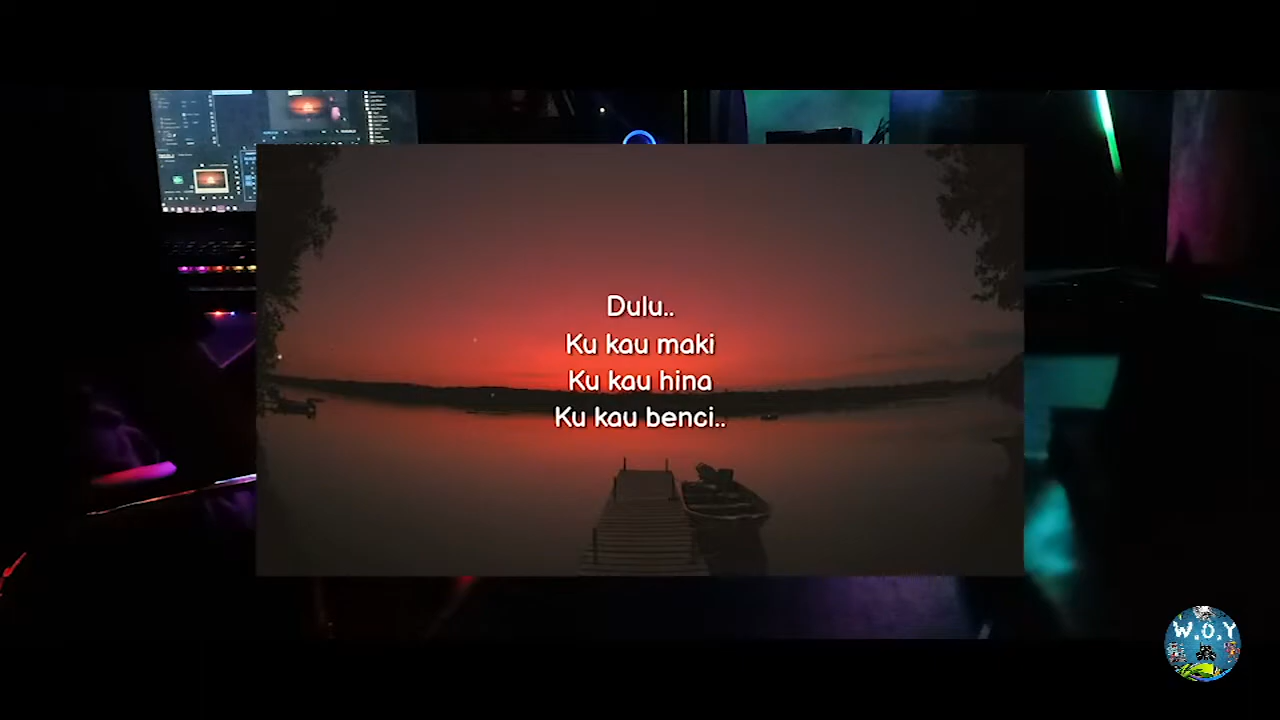 Dulu..
Ku kau maki
Ku kau hina
Ku kau benci..
W.O.Y